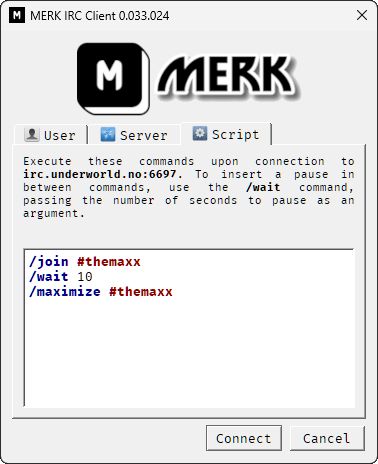 MERK IRC Client 0.033.024
M MERK
User Server Script
Execute these commands upon connection to
irc.underworld.no:6697. To insert a pause in
between commands, use the /wait command,
passing the number of seconds to pause as an
argument.
/join #themaxx
/wait 10
/maximize #themaxx
Connect Cancel